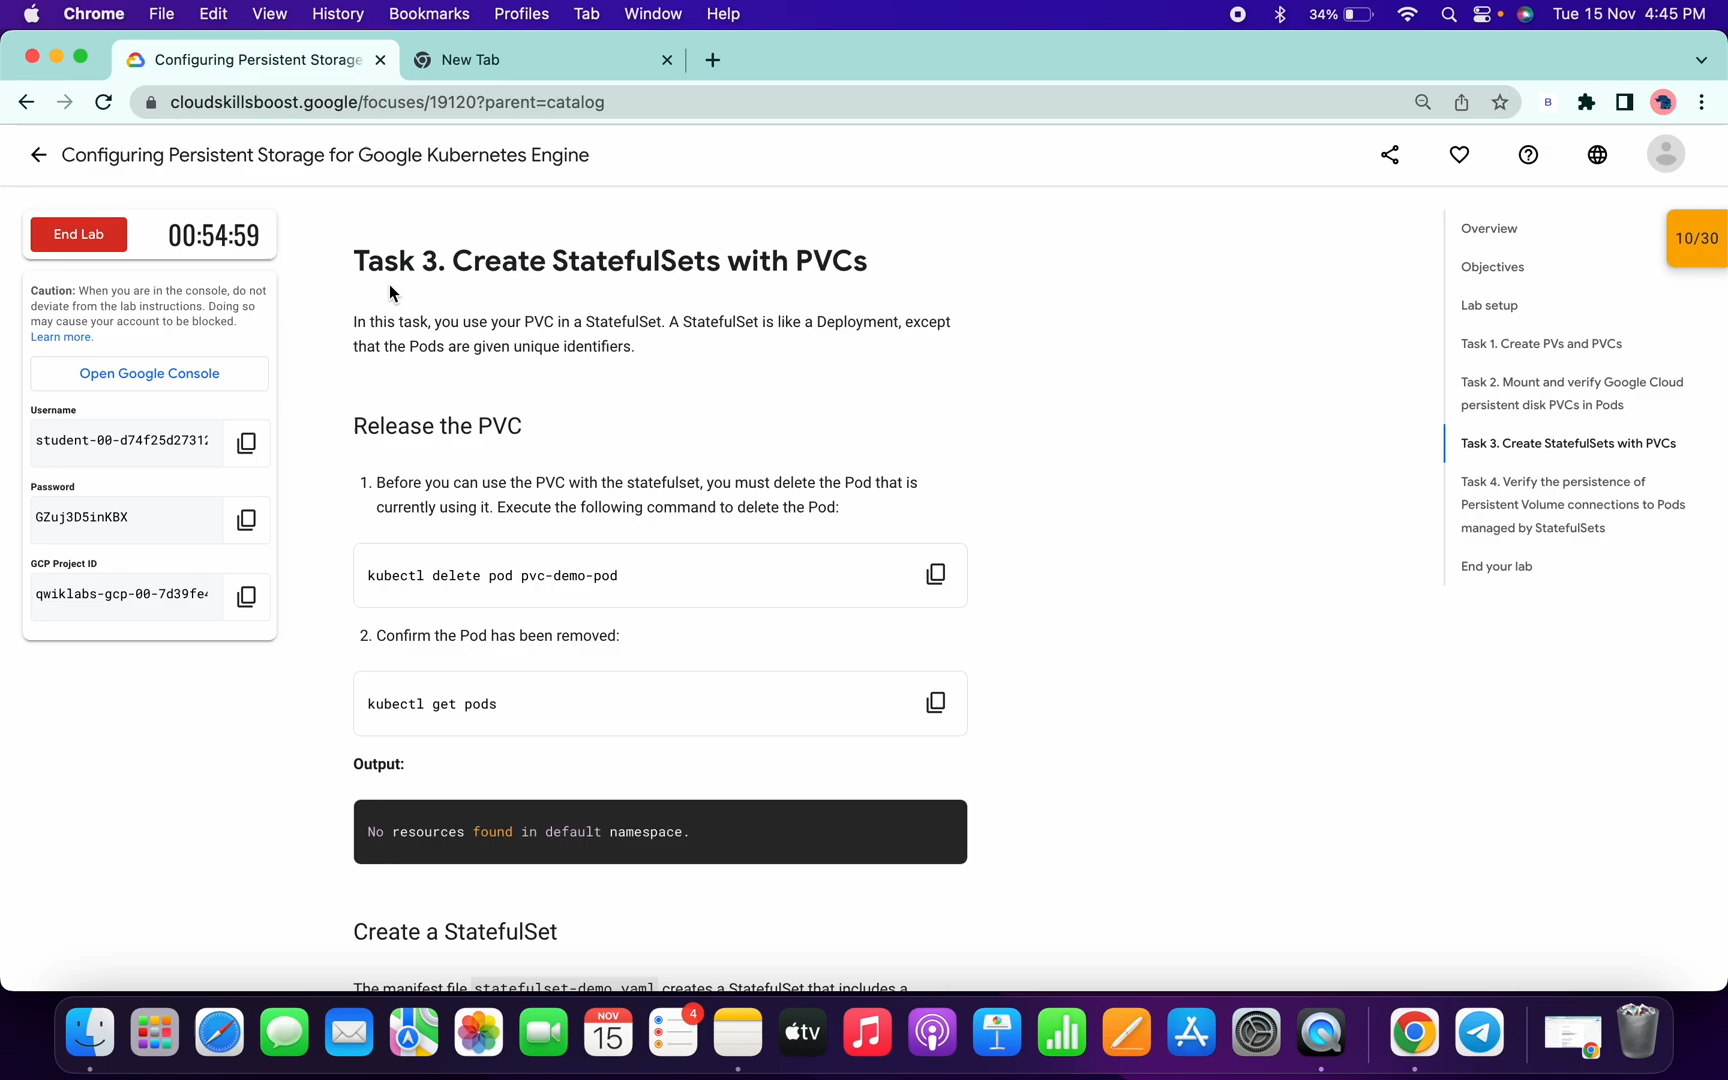 Chrome File Edit View History Bookmarks Profiles Tab Window Help 34% Tue 15 Nov 4:45 PM
Configuring Persistent Storage New Tab
cloudskillsboost.google/focuses/19120?parent=catalog B
Configuring Persistent Storage for Google Kubernetes Engine
End Lab 00:54:59
Caution: When you are in the console, do not
deviate from the lab instructions. Doing so
may cause your account to be blocked.
Learn more.
Open Google Console
Username
student-00-d74f25d2731
Password
GZuj3D5inKBX
GCP Project ID
qwiklabs-gcp-00-7d39fe
Task 3. Create StatefulSets with PVCs
In this task, you use your PVC in a StatefulSet. A StatefulSet is like a Deployment, except
that the Pods are given unique identifiers.
Release the PVC
1. Before you can use the PVC with the statefulset, you must delete the Pod that is
currently using it. Execute the following command to delete the Pod:
kubectl delete pod pvc-demo-pod
2. Confirm the Pod has been removed:
kubectl get pods
Output:
No resources found in default namespace.
Create a StatefulSet
The manifest file statefulset-demo.yaml creates a StatefulSet that includes a
Overview
10/30
Objectives
Lab setup
Task 1. Create PVs and PVCs
Task 2. Mount and verify Google Cloud
persistent disk PVCs in Pods
Task 3. Create StatefulSets with PVCs
Task 4. Verify the persistence of
Persistent Volume connections to Pods
managed by StatefulSets
End your lab
NOV
15
4
tv